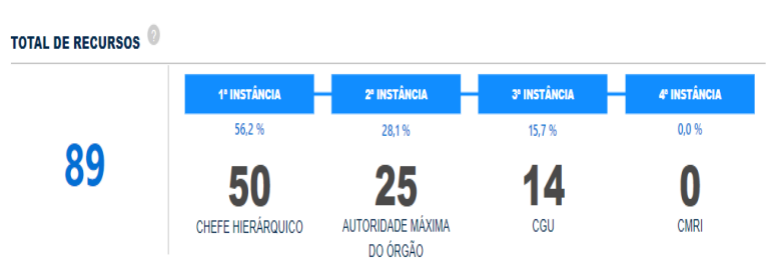 TOTAL DE RECURSOS ?
1ª INSTÂNCIA 2ª INSTÂNCIA 3ª INSTÂNCIA 4ª INSTÂNCIA
56,2 % 28,1 % 15,7 % 0,0 %
89 50 25 14 0
CHEFE HIERÁRQUICO AUTORIDADE MÁXIMA CGU CMRI
DO ÓRGÃO